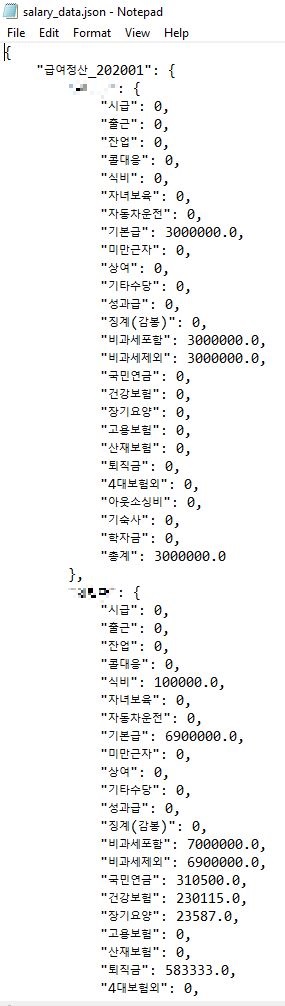 salary_data.json - Notepad
File Edit Format View Help
{
"급여정산_202001": {
": {
"시급": 0,
"출근": 0,
"잔업": 0,
"콜대응": 0,
"식비": 0,
"자녀보육": 0,
"자동차운전": 0,
"기본급": 3000000.0,
"미만근자": 0,
"상여": 0,
"기타수당": 0,
"성과급": 0,
"징계(감봉)": 0,
"비과세포함": 3000000.0,
"비과세제외": 3000000.0,
"국민연금": 0,
"건강보험": 0,
"장기요양": 0,
"고용보험": 0,
"산재보험": 0,
"퇴직금": 0,
"4대보험외": 0,
"아웃소싱비": 0,
"기숙사": 0,
"학자금": 0,
"총계": 3000000.0
},
": {
"시급": 0,
"출근": 0,
"잔업": 0,
"콜대응": 0,
"식비": 100000.0,
"자녀보육": 0,
"자동차운전": 0,
"기본급": 6900000.0,
"미만근자": 0,
"상여": 0,
"기타수당": 0,
"성과급": 0,
"징계(감봉)": 0,
"비과세포함": 7000000.0,
"비과세제외": 6900000.0,
"국민연금": 310500.0,
"건강보험": 230115.0,
"장기요양": 23587.0,
"고용보험": 0,
"산재보험": 0,
"퇴직금": 583333.0,
"4대보험외": 0,